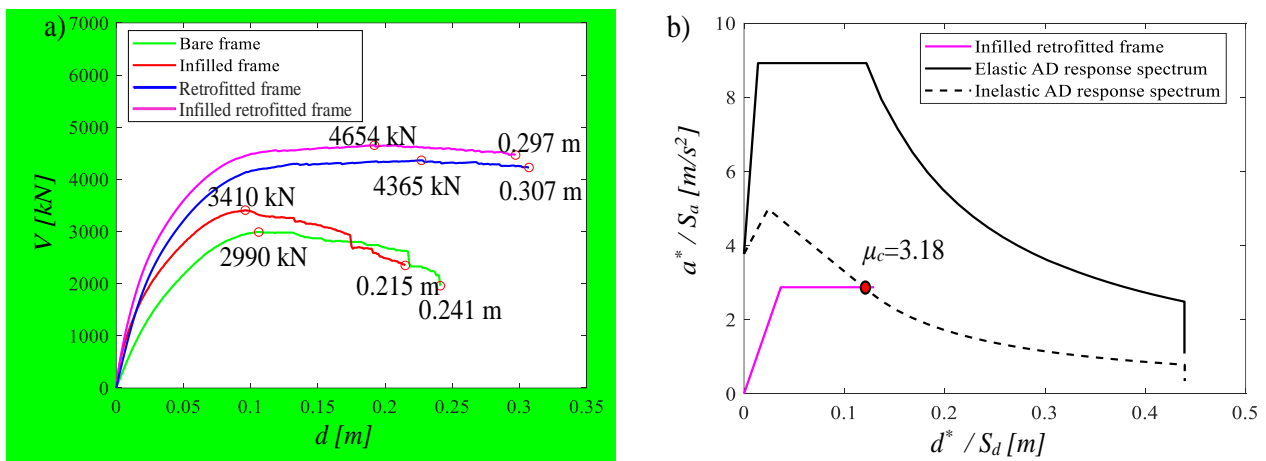 a)
V [kN]
7000
6000
5000
4000
3000
2000
1000
0
Bare frame
Infilled frame
Retrofitted frame
Infilled retrofitted frame
4654 kN
0.297 m
4365 kN
0.307 m
3410 kN
2990 kN
0.215 m
0.241 m
0
0.05
0.1
0.15
0.2
0.25
0.3
0.35
d [m]
b)
a* / Sa [m/s²]
10
8
6
4
2
0
Infilled retrofitted frame
Elastic AD response spectrum
Inelastic AD response spectrum
μc=3.18
0
0.1
0.2
0.3
0.4
0.5
d* / Sd [m]